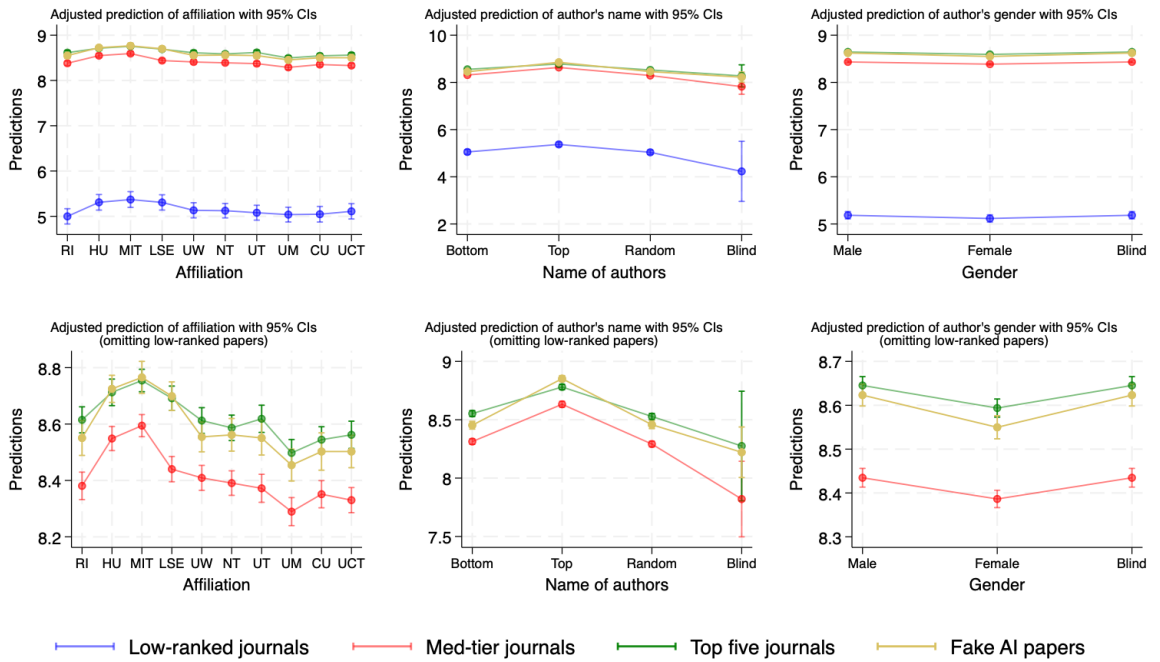 Adjusted prediction of affiliation with 95% CIs
Predictions
9
8
7
6
5
RI HU MIT LSE UW NT UT UM CU UCT
Affiliation
Adjusted prediction of author's name with 95% CIs
Predictions
10
8
6
4
2
Bottom Top Random Blind
Name of authors
Adjusted prediction of author's gender with 95% CIs
Predictions
9
8
7
6
5
Male Female Blind
Gender
Adjusted prediction of affiliation with 95% CIs
(omitting low-ranked papers)
Predictions
8.8
8.6
8.4
8.2
RI HU MIT LSE UW NT UT UM CU UCT
Affiliation
Adjusted prediction of author's name with 95% CIs
(omitting low-ranked papers)
Predictions
9
8.5
8
7.5
Bottom Top Random Blind
Name of authors
Adjusted prediction of author's gender with 95% CIs
(omitting low-ranked papers)
Predictions
8.7
8.6
8.5
8.4
8.3
Male Female Blind
Gender
Low-ranked journals Med-tier journals Top five journals Fake AI papers